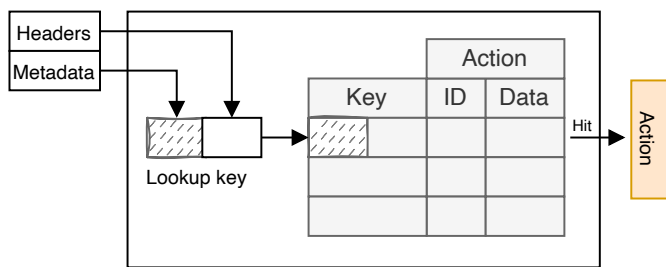 Headers
Metadata
Lookup key
Action
Key
ID
Data
Hit
Action